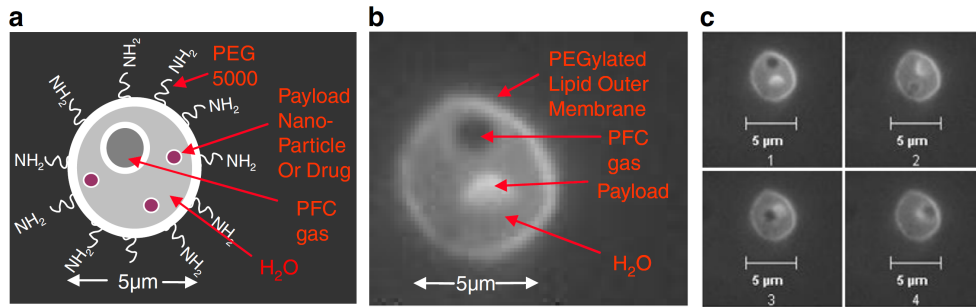 a
NH2
NH2
NH2
NH2
NH2
NH2
NH2
NH2
NH2
NH2
NH2
PEG
5000
Payload
Nano-
Particle
Or Drug
PFC
gas
H2O
5μm
b
PEGylated
Lipid Outer
Membrane
PFC
gas
Payload
H2O
5μm
c
5 μm
1
5 μm
2
5 μm
3
5 μm
4